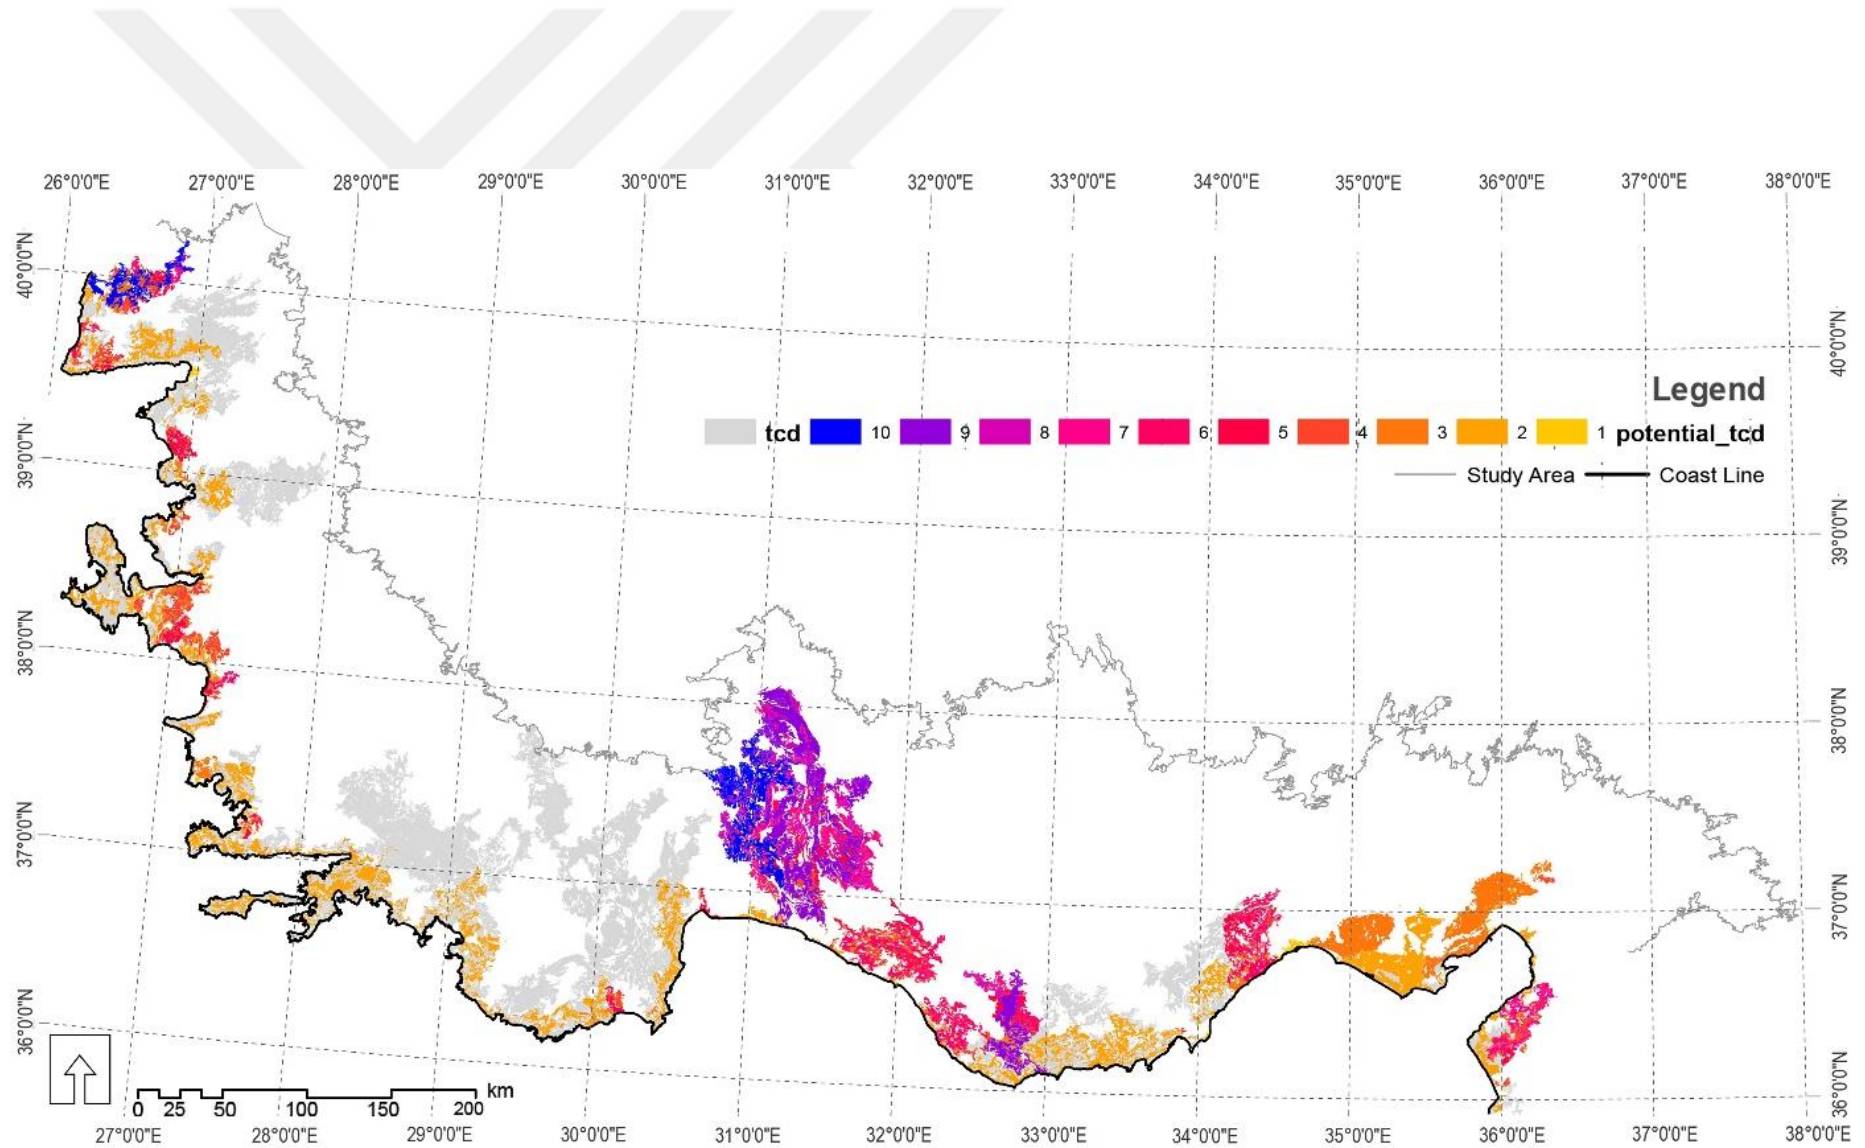 26°0'0"E 27°0'0"E 28°0'0"E 29°0'0"E 30°0'0"E 31°0'0"E 32°0'0"E 33°0'0"E 34°0'0"E 35°0'0"E 36°0'0"E 37°0'0"E 38°0'0"E
40°0'0"N
39°0'0"N
38°0'0"N
37°0'0"N
36°0'0"N
Legend
tcd 10 9 8 7 6 5 4 3 2 1 potential_tcd
Study Area Coast Line
40°0'0"N
39°0'0"N
38°0'0"N
37°0'0"N
36°0'0"N
km
0 25 50 100 150 200
27°0'0"E 28°0'0"E 29°0'0"E 30°0'0"E 31°0'0"E 32°0'0"E 33°0'0"E 34°0'0"E 35°0'0"E 36°0'0"E 37°0'0"E 38°0'0"E